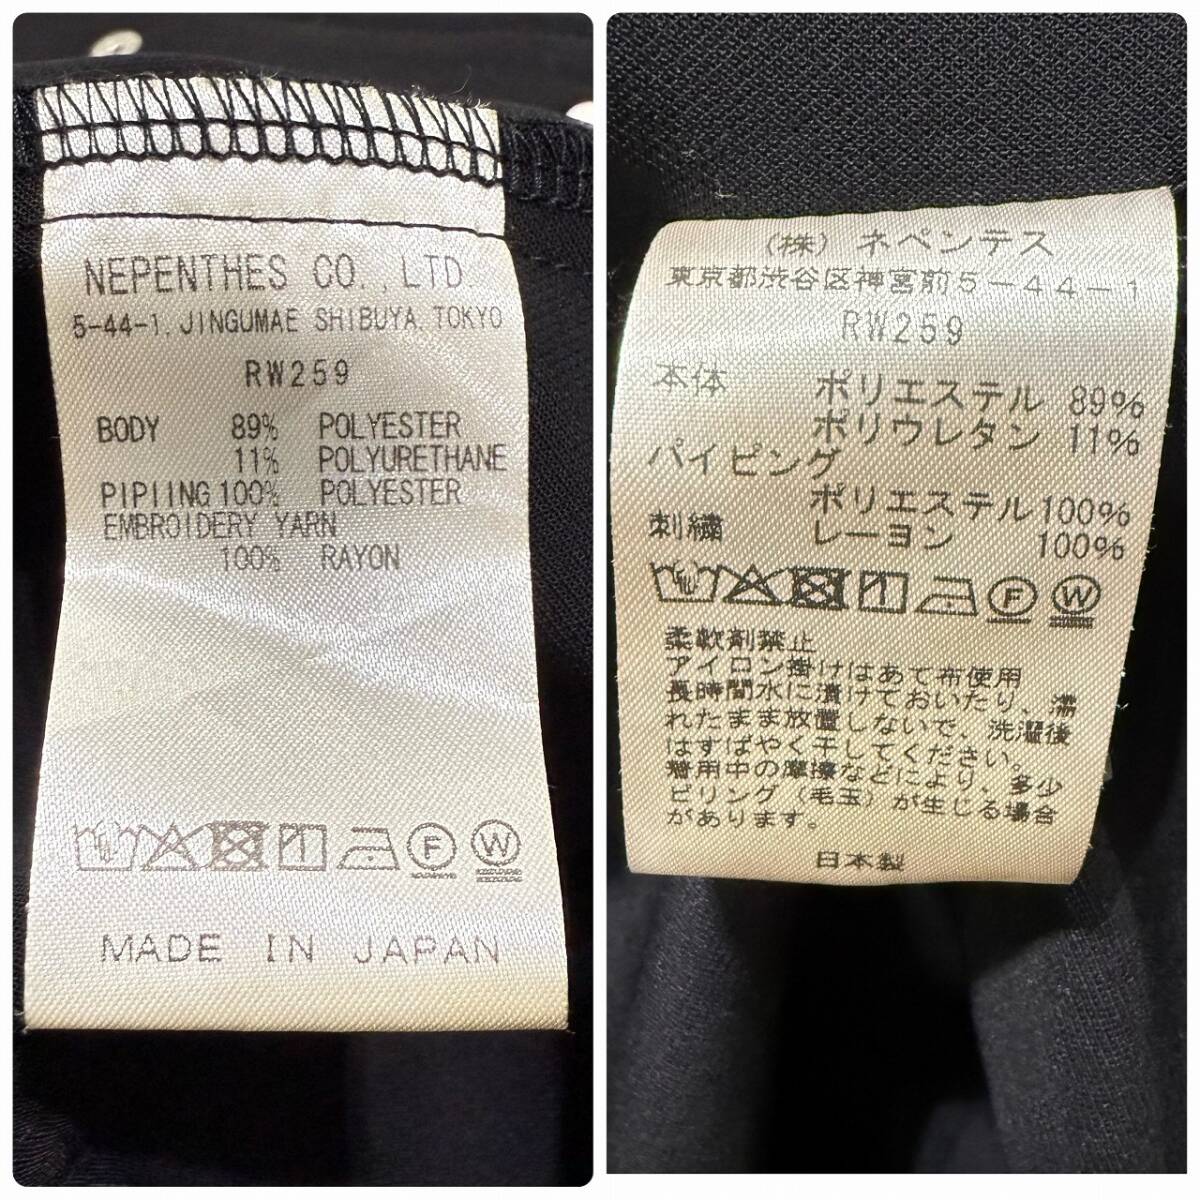 NEPENTHES CO., LTD
5-44-1, JINGUMAE SHIBUYA, TOKYO
RW259
BODY 89% POLYESTER
11% POLYURETHANE
PIPIING 100% POLYESTER
EMBROIDERY YARN
100% RAYON
F W
MADE IN JAPAN
(株) ネペンテス
東京都渋谷区神宮前5-44-1
RW259
本体 ポリエステル 89%
ポリウレタン 11%
パイピング
ポリエステル 100%
刺繍 レーヨン 100%
F W
柔軟剤禁止
アイロン掛けはあて布使用
長時間水に漬けておいたり、濡
れたまま放置しないで、洗濯後
はすばやく干してください。
着用中の摩擦などにより、多少
ピリング(毛玉)が生じる場合
があります。
日本製